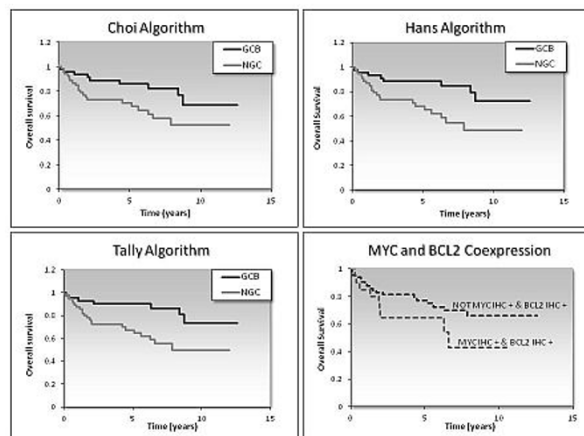 Choi Algorithm
GCB
NGC
1.2
1
0.8
0.6
0.4
0.2
0
Overall survival
0 5 10 15
Time (years)
Hans Algorithm
GCB
NGC
1.2
1
0.8
0.6
0.4
0.2
0
Overall survival
0 5 10 15
Time (years)
Tally Algorithm
GCB
NGC
1.2
1
0.8
0.6
0.4
0.2
0
Overall survival
0 5 10 15
Time (years)
MYC and BCL2 Coexpression
1
0.8
0.6
0.4
0.2
0
Overall Survival
NOT MYC IHC + & BCL2 IHC +
MYC IHC + & BCL2 IHC +
0 5 10 15
Time (years)